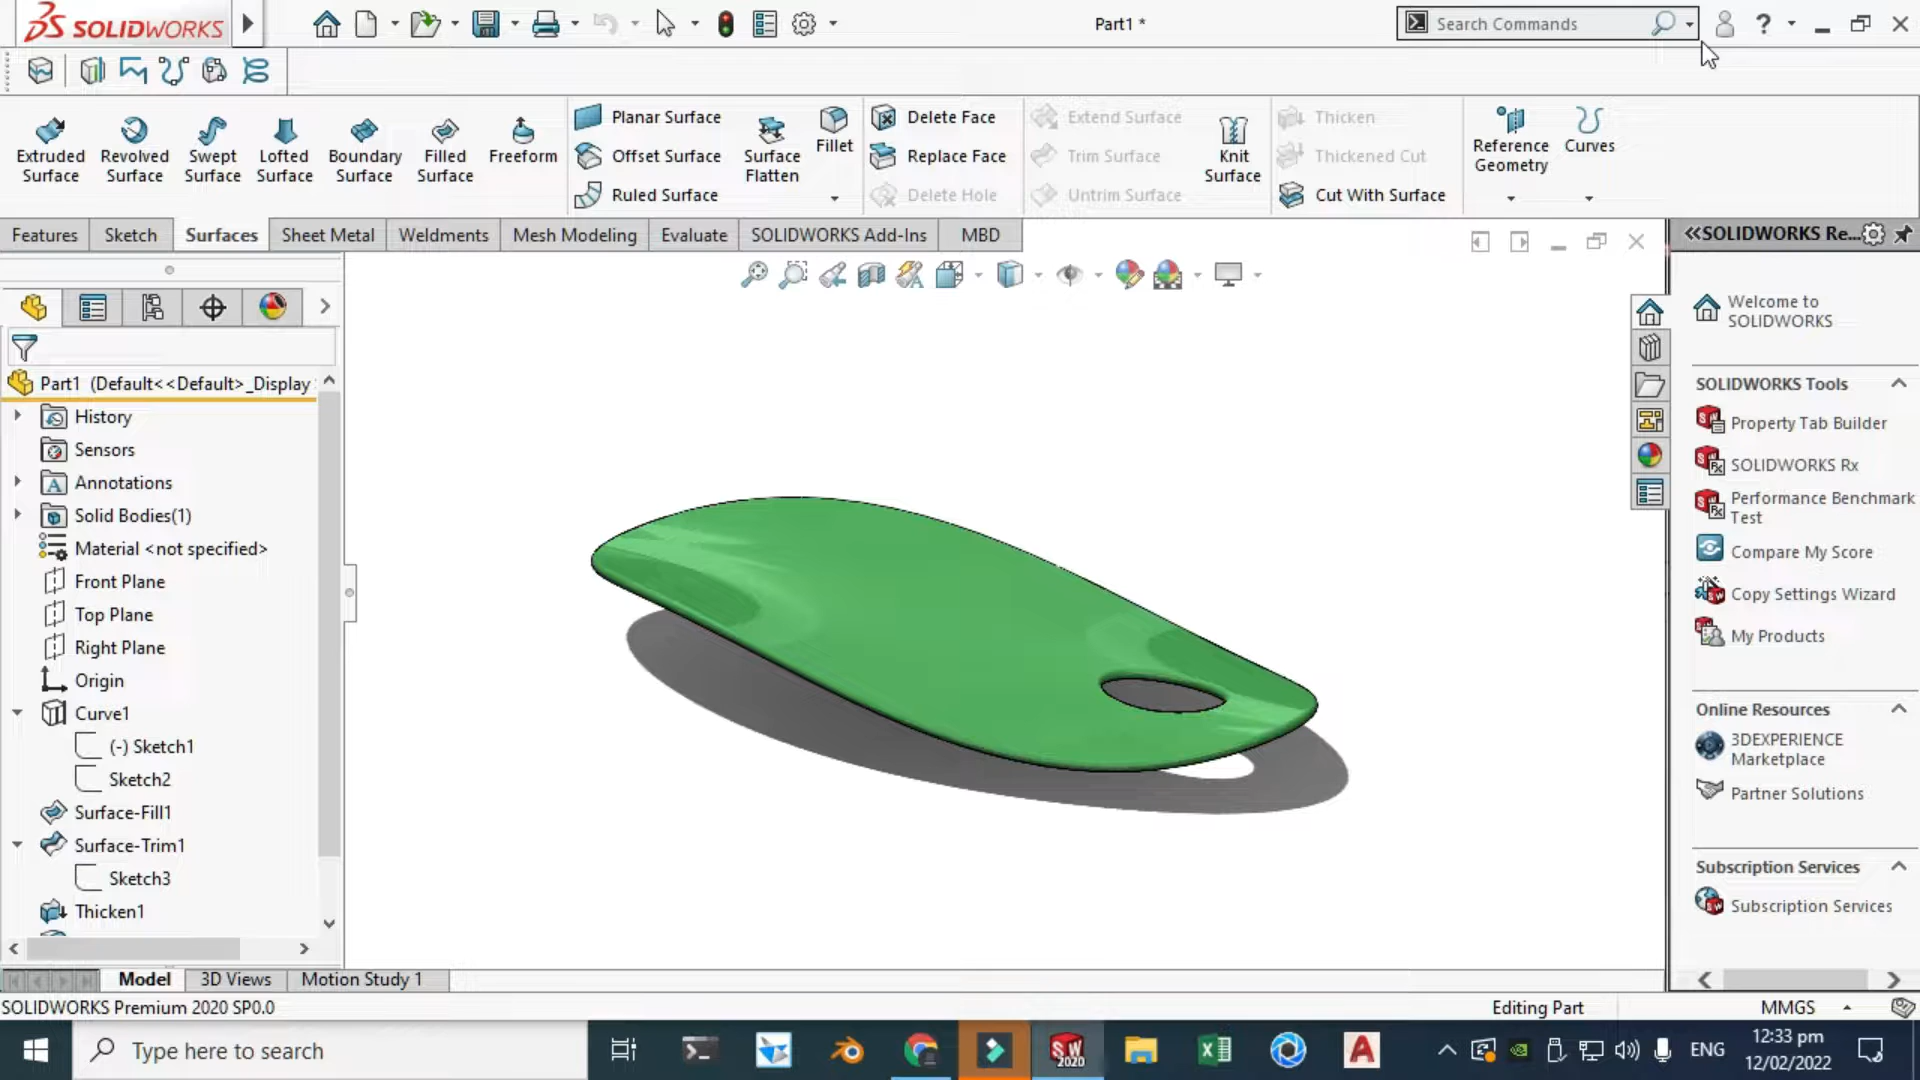 SOLIDWORKS
Part1 *
Search Commands
Extruded Surface
Revolved Surface
Swept Surface
Lofted Surface
Boundary Surface
Filled Surface
Freeform
Planar Surface
Offset Surface
Ruled Surface
Surface Flatten
Fillet
Delete Face
Replace Face
Delete Hole
Extend Surface
Trim Surface
Untrim Surface
Knit Surface
Thicken
Thickened Cut
Cut With Surface
Reference Geometry
Curves
Features
Sketch
Surfaces
Sheet Metal
Weldments
Mesh Modeling
Evaluate
SOLIDWORKS Add-Ins
MBD
Part1 (Default<<Default>_Display
History
Sensors
Annotations
Solid Bodies(1)
Material <not specified>
Front Plane
Top Plane
Right Plane
Origin
Curve1
(-) Sketch1
Sketch2
Surface-Fill1
Surface-Trim1
Sketch3
Thicken1
SOLIDWORKS Re...
Welcome to
SOLIDWORKS
SOLIDWORKS Tools
Property Tab Builder
SOLIDWORKS Rx
Performance Benchmark
Test
Compare My Score
Copy Settings Wizard
My Products
Online Resources
3DEXPERIENCE
Marketplace
Partner Solutions
Subscription Services
Subscription Services
Model
3D Views
Motion Study 1
SOLIDWORKS Premium 2020 SP0.0
Editing Part
MMGS
Type here to search
SW
2020
ENG
12:33 pm
12/02/2022